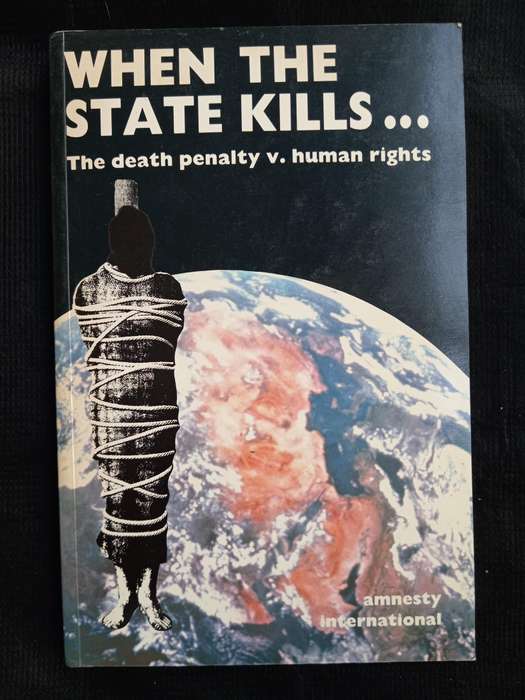 WHEN THE
STATE KILLS...
The death penalty v. human rights
amnesty
international